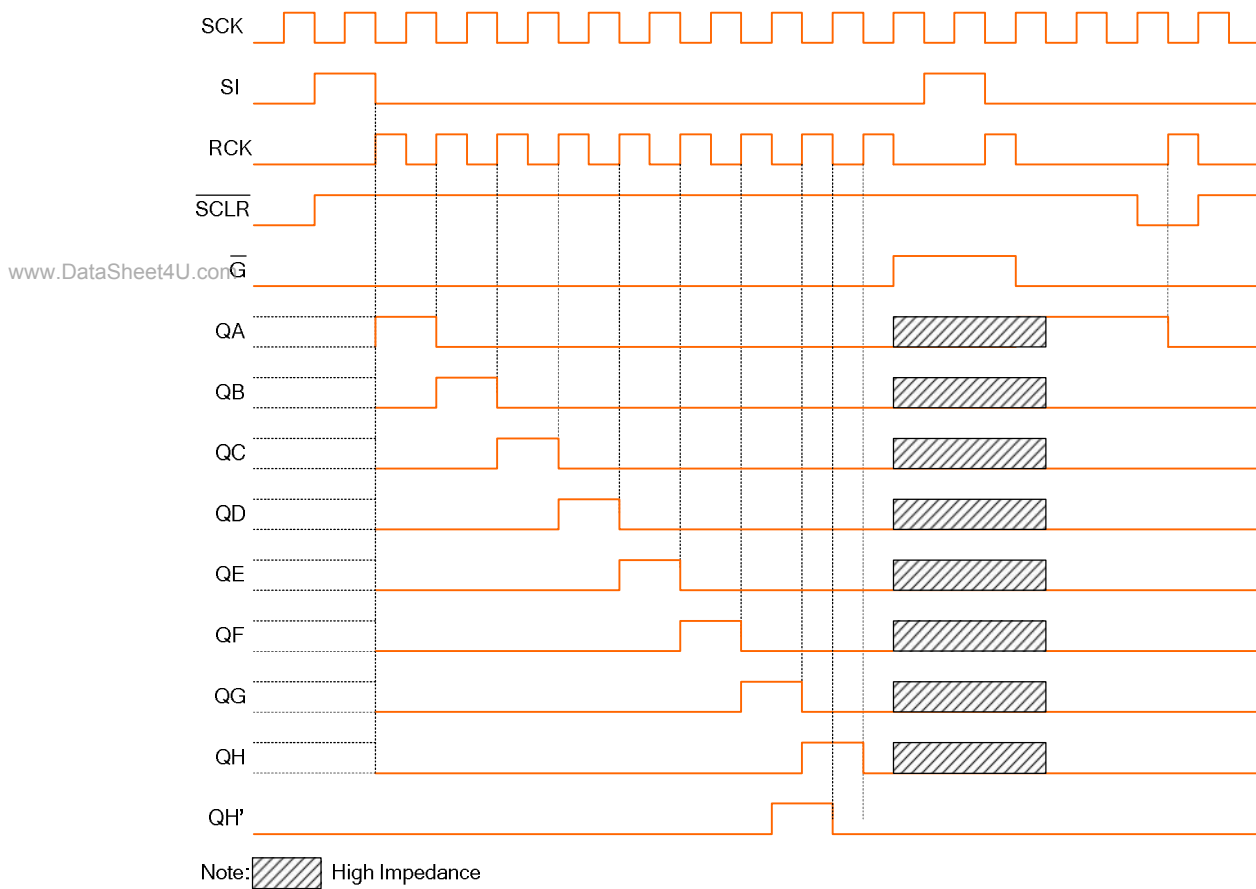 SCK
SI
RCK
SCLR
www.DataSheet4U.com
G
QA
QB
QC
QD
QE
QF
QG
QH
QH'
Note: High Impedance